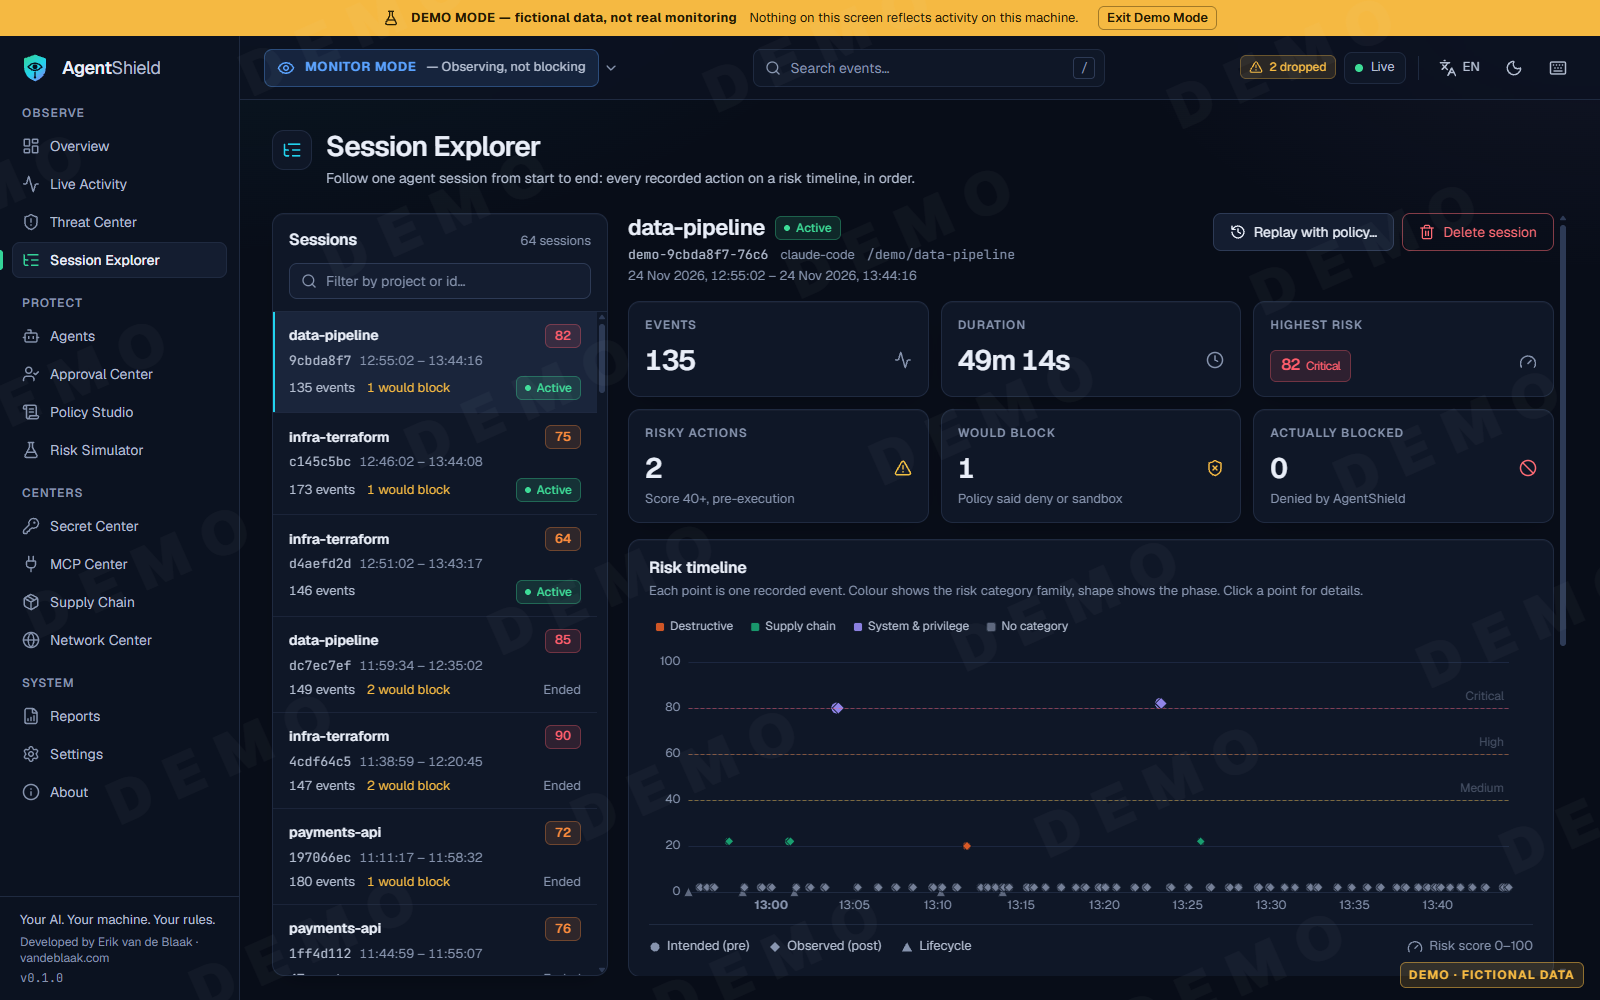 DEMO MODE — fictional data, not real monitoring Nothing on this screen reflects activity on this machine. Exit Demo Mode
AgentShield
MONITOR MODE — Observing, not blocking
Search events… /
2 dropped
Live
EN
OBSERVE
Overview
Live Activity
Threat Center
Session Explorer
PROTECT
Agents
Approval Center
Policy Studio
Risk Simulator
CENTERS
Secret Center
MCP Center
Supply Chain
Network Center
SYSTEM
Reports
Settings
About
Your AI. Your machine. Your rules.
Developed by Erik van de Blaak ·
vandeblaak.com
v0.1.0
Session Explorer
Follow one agent session from start to end: every recorded action on a risk timeline, in order.
Sessions 64 sessions
Filter by project or id…
data-pipeline 82
9cbda8f7 12:55:02 – 13:44:16
135 events 1 would block Active
infra-terraform 75
c145c5bc 12:46:02 – 13:44:08
173 events 1 would block Active
infra-terraform 64
d4aefd2d 12:51:02 – 13:43:17
146 events Active
data-pipeline 85
dc7ec7ef 11:59:34 – 12:35:02
149 events 2 would block Ended
infra-terraform 90
4cdf64c5 11:38:59 – 12:20:45
147 events 2 would block Ended
payments-api 72
197066ec 11:11:17 – 11:58:32
180 events 1 would block Ended
payments-api 76
1ff4d112 10:44:59 – 11:55:07
data-pipeline Active
demo-9cbda8f7-76c6 claude-code /demo/data-pipeline
24 Nov 2026, 12:55:02 – 24 Nov 2026, 13:44:16
Replay with policy…
Delete session
EVENTS
135
DURATION
49m 14s
HIGHEST RISK
82 Critical
RISKY ACTIONS
2
Score 40+, pre-execution
WOULD BLOCK
1
Policy said deny or sandbox
ACTUALLY BLOCKED
0
Denied by AgentShield
Risk timeline
Each point is one recorded event. Colour shows the risk category family, shape shows the phase. Click a point for details.
Destructive Supply chain System & privilege No category
100
80 Critical
60 High
40 Medium
20
0
13:00 13:05 13:10 13:15 13:20 13:25 13:30 13:35 13:40
Intended (pre) Observed (post) Lifecycle Risk score 0–100
DEMO · FICTIONAL DATA
DEMO